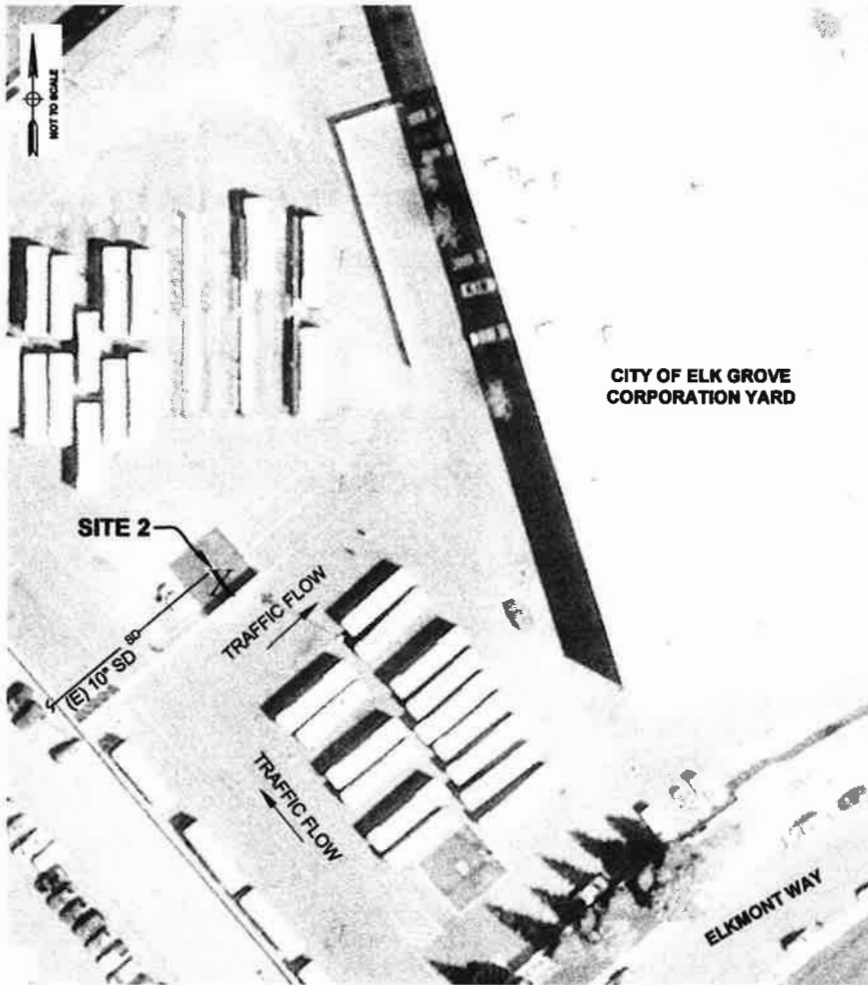 NOT TO SCALE
CITY OF ELK GROVE
CORPORATION YARD
SITE 2
TRAFFIC FLOW
SD
(E) 10" SD
TRAFFIC FLOW
ELKMONT WAY